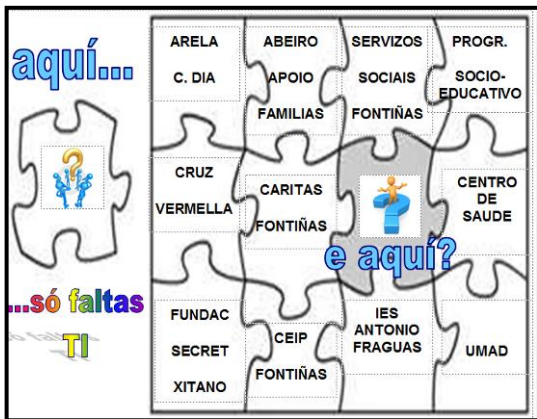 aquí...
...só faltas
TI
ARELA
C. DIA
ABEIRO
APOIO
FAMILIAS
SERVIZOS
SOCIAIS
FONTIÑAS
PROGR.
SOCIO-
EDUCATIVO
CRUZ
VERMELLA
CARITAS
FONTIÑAS
e aquí?
CENTRO
DE
SAUDE
FUNDAC
SECRET
XITANO
CEIP
FONTIÑAS
IES
ANTONIO
FRAGUAS
UMAD